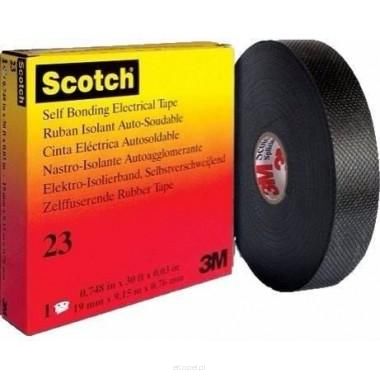 Scotch
Self Bonding Electrical Tape
Ruban Isolant Auto-Soudable
Cinta Eléctrica Autosoldable
Nastro-Isolante Autoagglomerante
Elektro-Isolierband, Selbstverschweißend
Zelffuserende Rubber Tape
23
3M
1
0,748 in x 30 ft x 0,03 in
19 mm x 9,15 m x 0,76 mm
23
3M